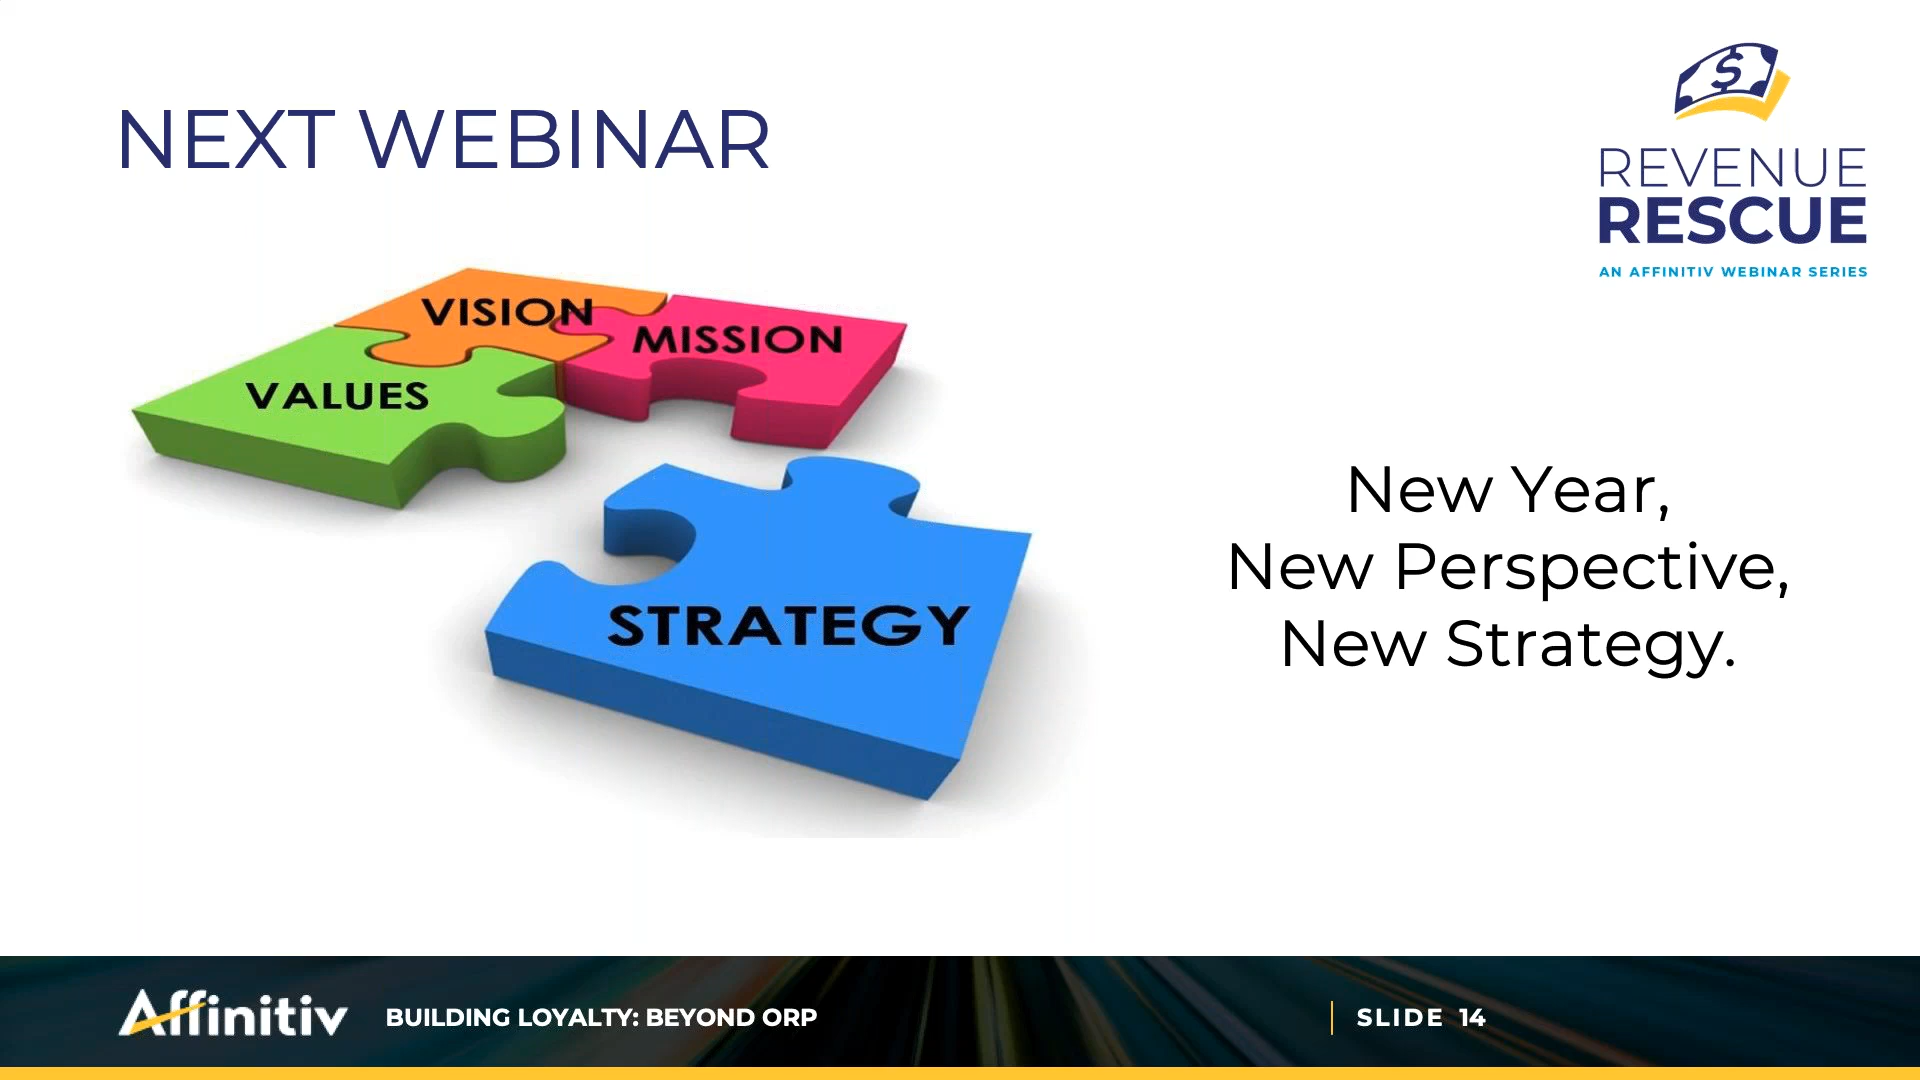 NEXT WEBINAR
$
REVENUE
RESCUE
AN AFFINITIV WEBINAR SERIES
VISION
MISSION
VALUES
STRATEGY
New Year,
New Perspective,
New Strategy.
Affinitiv BUILDING LOYALTY: BEYOND ORP SLIDE 14